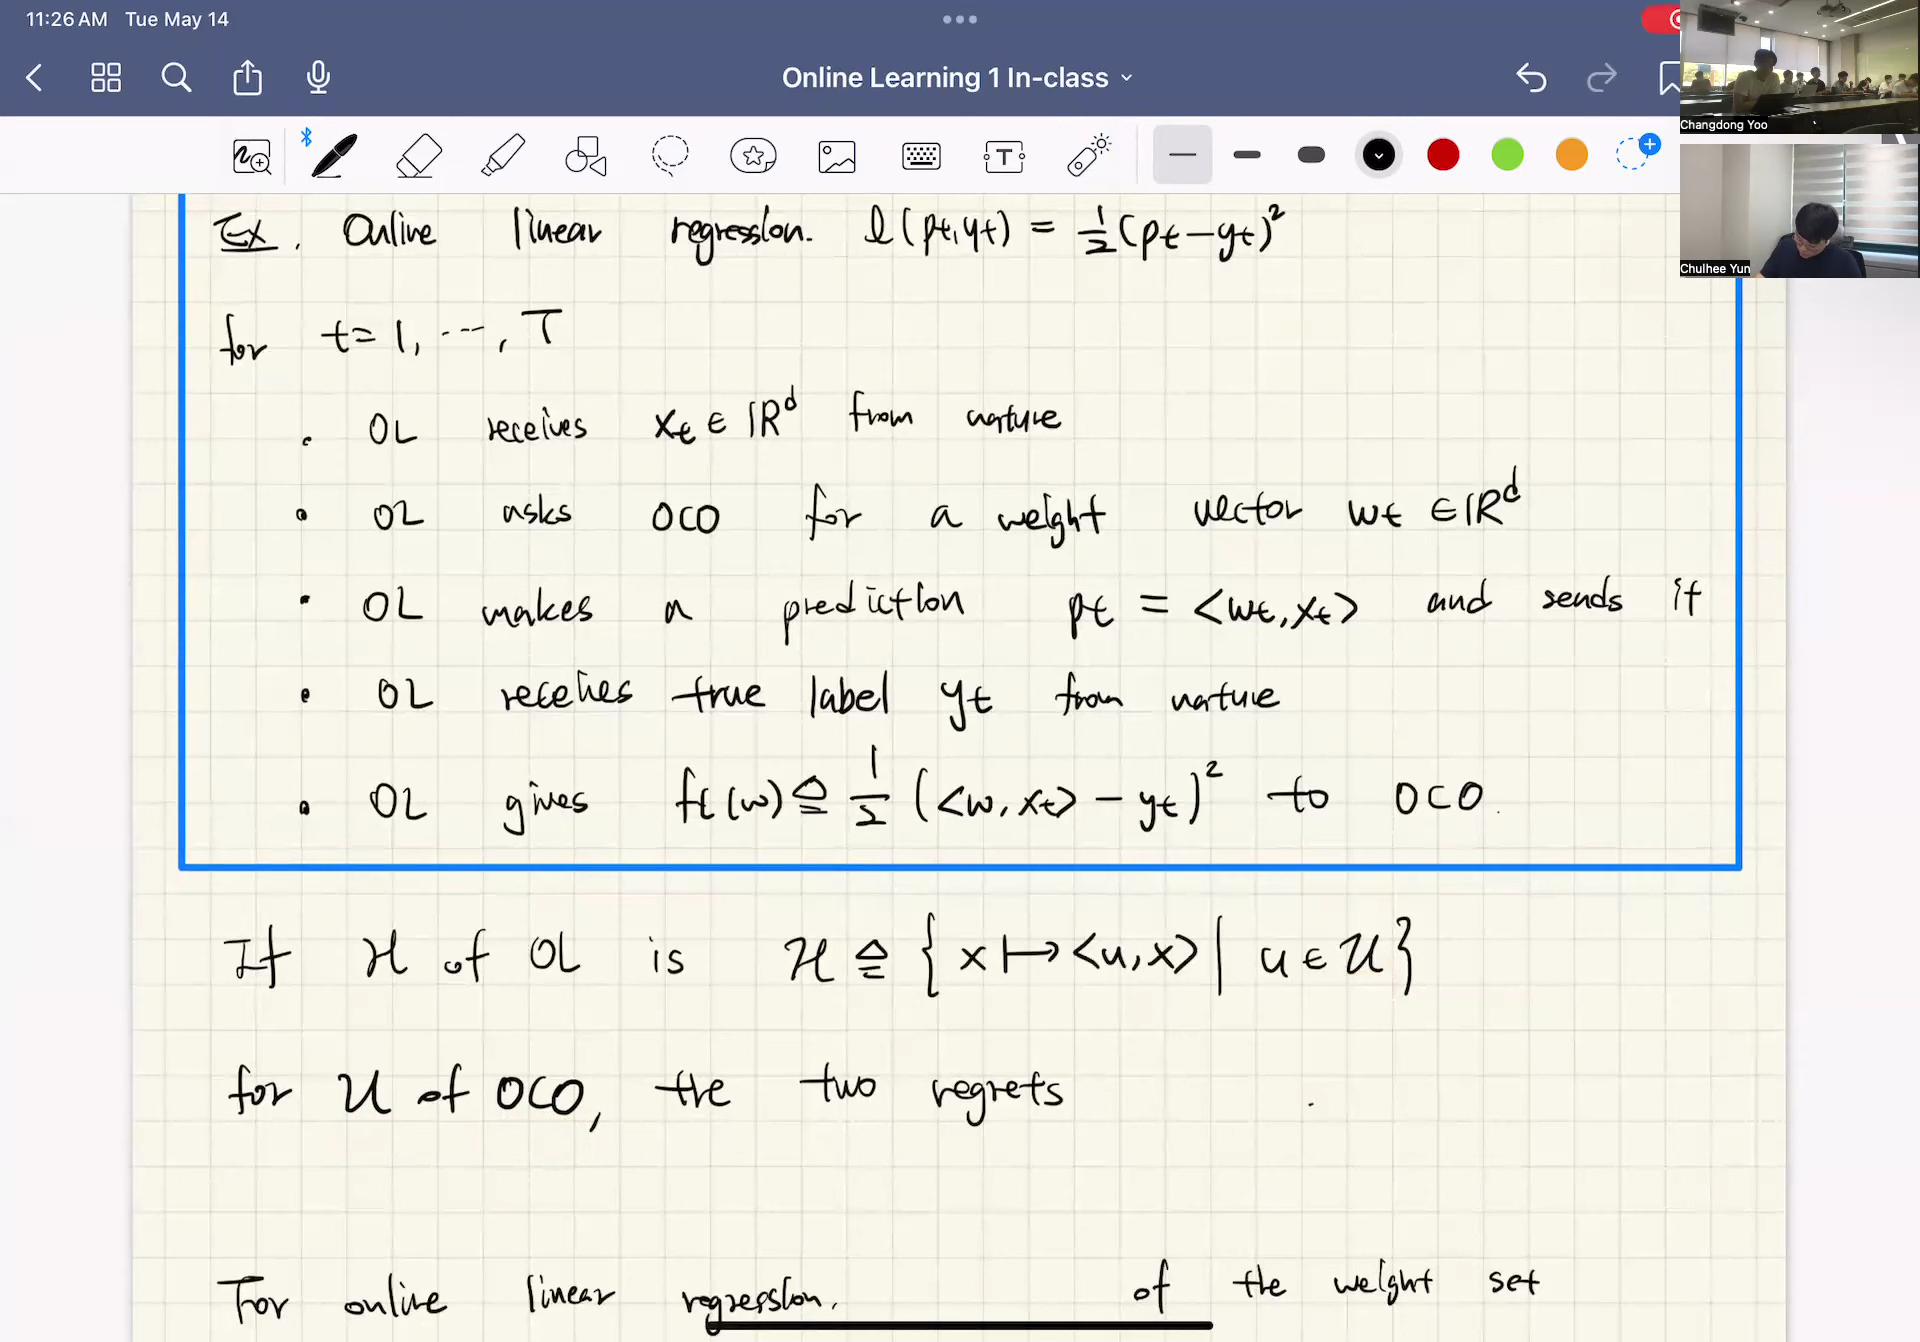 11:26 AM Tue May 14
Online Learning 1 In-class
Changdong Yoo
Chulhee Yun
Ex. Online linear regression. l(pt, yt) = 1/2 (pt − yt)²
for t = 1, ..., T
• OL receives xt ∈ ℝᵈ from nature
• OL asks OCO for a weight vector wt ∈ ℝᵈ
• OL makes a prediction pt = <wt, xt> and sends it
• OL receives true label yt from nature
• OL gives ft(w) ≜ 1/2 (<w, xt> − yt)² to OCO.
If H of OL is H ≜ { x ↦ <u, x> | u ∈ U }
for U of OCO, the two regrets .
For online linear regression, of the weight set